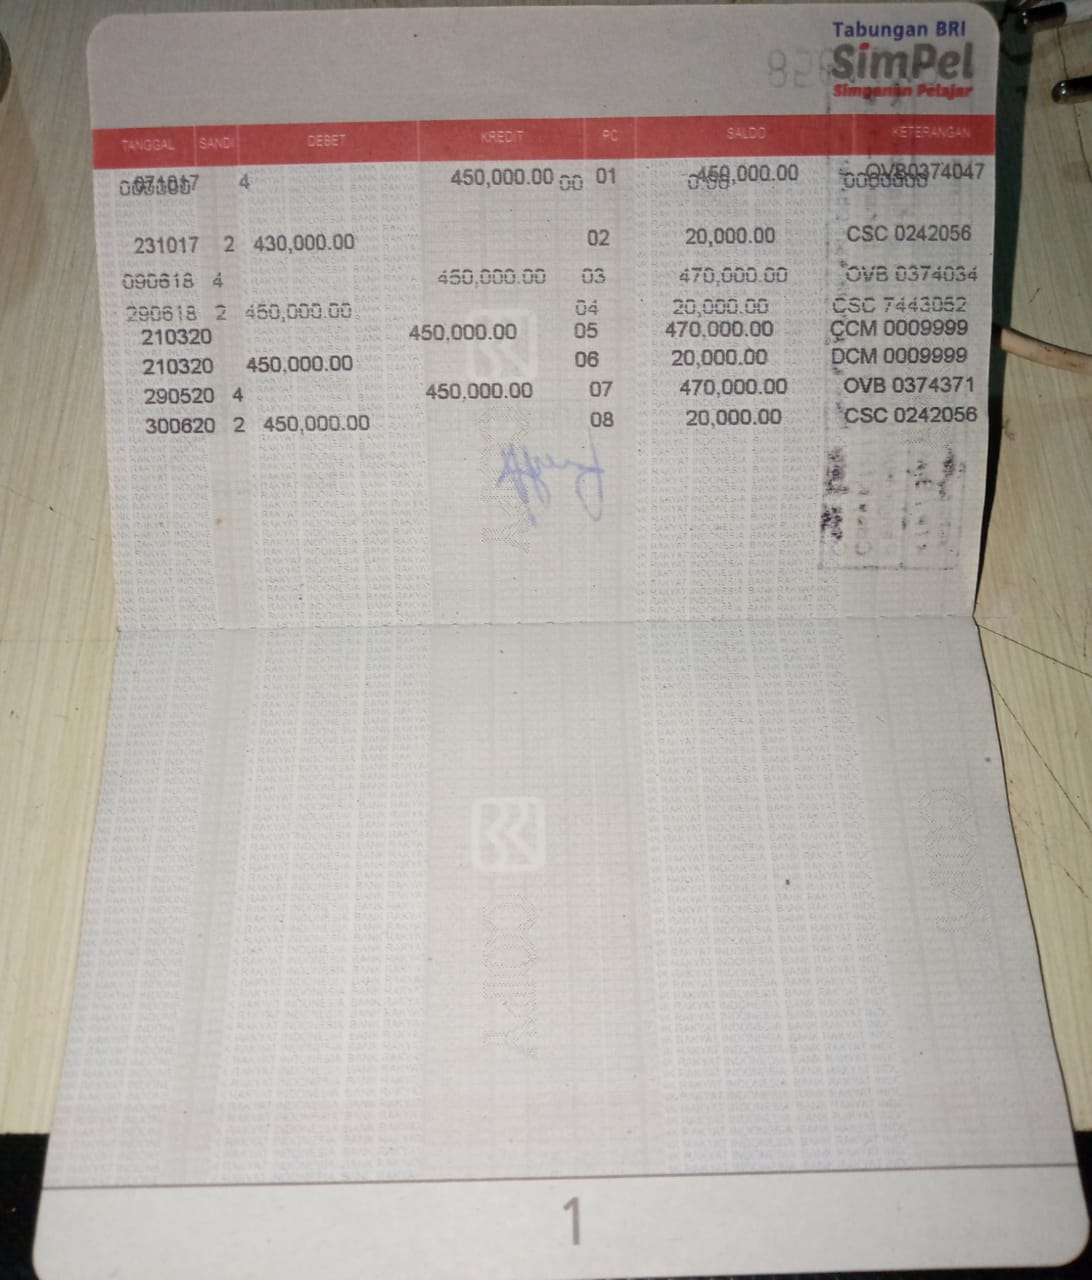 Tabungan BRI
SimPel
Simpanan Pelajar
TANGGAL SANDI DEBET KREDIT PC SALDO KETERANGAN
071017 4 450,000.00 01 450,000.00 OVB0374047
000000 00 0.00 0000000
231017 2 430,000.00 02 20,000.00 CSC 0242056
090618 4 450,000.00 03 470,000.00 OVB 0374034
290618 2 450,000.00 04 20,000.00 CSC 7443052
210320 450,000.00 05 470,000.00 CCM 0009999
210320 450,000.00 06 20,000.00 DCM 0009999
290520 4 450,000.00 07 470,000.00 OVB 0374371
300620 2 450,000.00 08 20,000.00 CSC 0242056
COPY
1